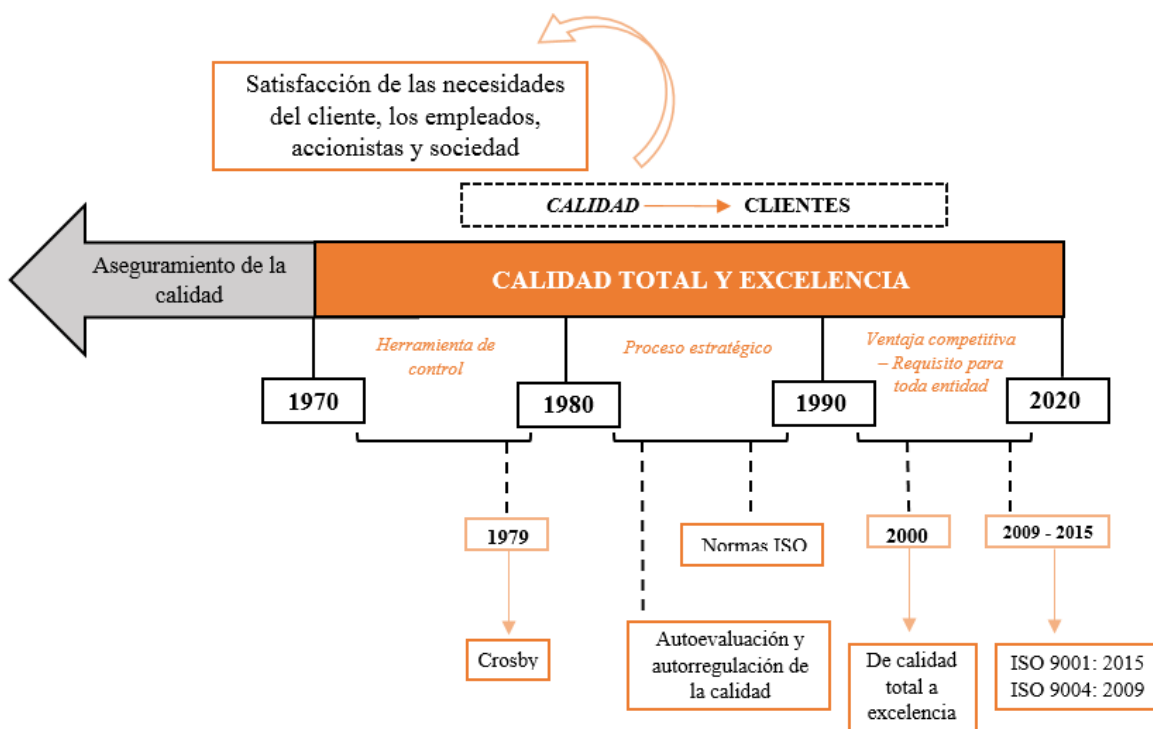 Satisfacción de las necesidades
del cliente, los empleados,
accionistas y sociedad
CALIDAD
CLIENTES
Aseguramiento de la
calidad
CALIDAD TOTAL Y EXCELENCIA
Herramienta de
control
Proceso estratégico
Ventaja competitiva
– Requisito para
toda entidad
1970
1980
1990
2020
1979
Normas ISO
2000
2009 - 2015
Crosby
Autoevaluación y
autorregulación de
la calidad
De calidad
total a
excelencia
ISO 9001: 2015
ISO 9004: 2009